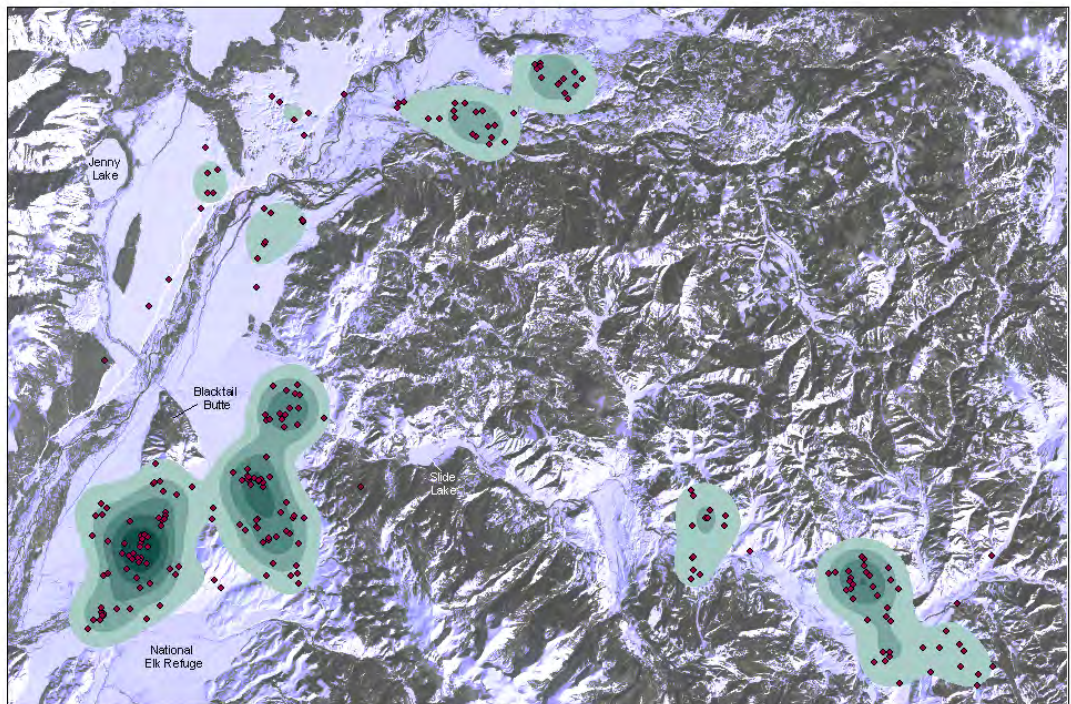 Jenny
Lake
Blacktail
Butte
Slide
Lake
National
Elk Refuge